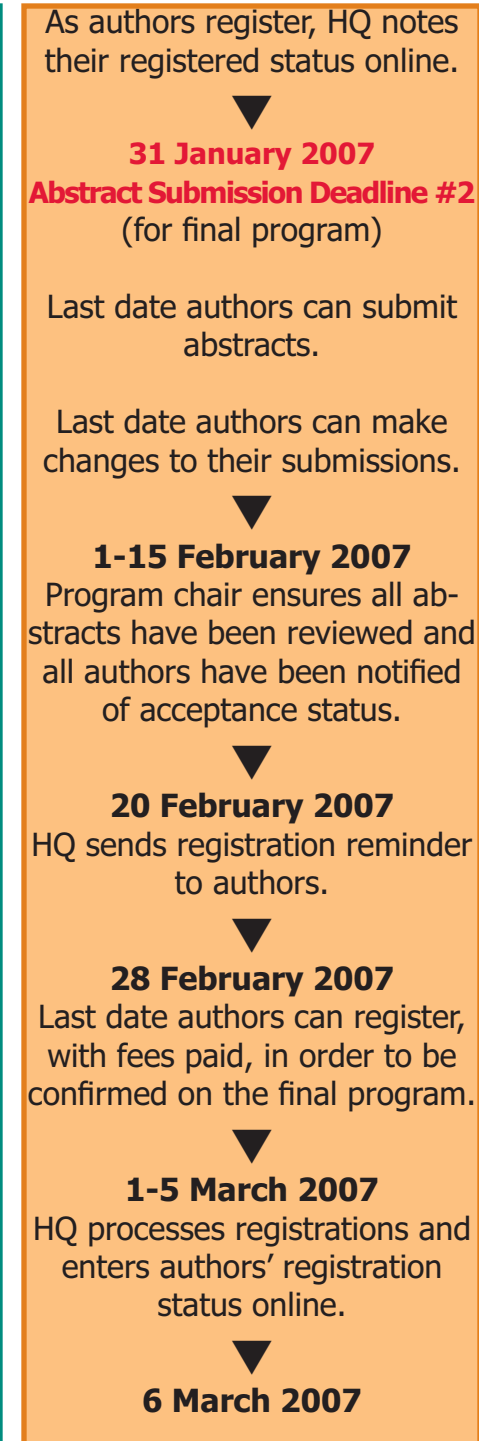 As authors register, HQ notes
their registered status online.
31 January 2007
Abstract Submission Deadline #2
(for final program)
Last date authors can submit
abstracts.
Last date authors can make
changes to their submissions.
1-15 February 2007
Program chair ensures all ab-
stracts have been reviewed and
all authors have been notified
of acceptance status.
20 February 2007
HQ sends registration reminder
to authors.
28 February 2007
Last date authors can register,
with fees paid, in order to be
confirmed on the final program.
1-5 March 2007
HQ processes registrations and
enters authors’ registration
status online.
6 March 2007